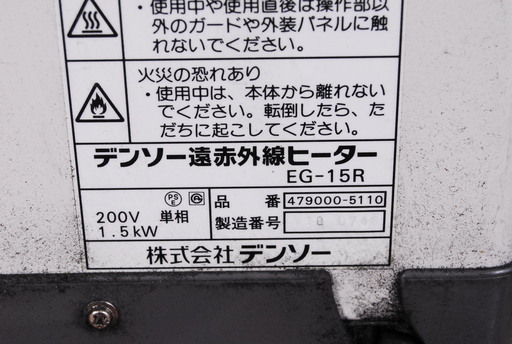 ・使用中や使用直後は操作部以
外のガードや外装パネルに触
れないでください。
火災の恐れあり
・使用中は、本体から離れない
でください。転倒したら、た
だちに起こしてください。
デンソー遠赤外線ヒーター
EG-15R
PSE
200V 単相
1.5kW
品番 479000-5110
製造番号
株式会社デンソー